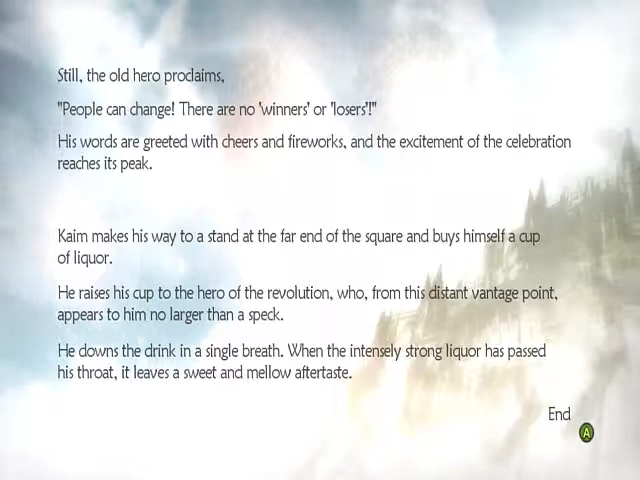 Still, the old hero proclaims,
"People can change! There are no 'winners' or 'losers'!"
His words are greeted with cheers and fireworks, and the excitement of the celebration
reaches its peak.
Kaim makes his way to a stand at the far end of the square and buys himself a cup
of liquor.
He raises his cup to the hero of the revolution, who, from this distant vantage point,
appears to him no larger than a speck.
He downs the drink in a single breath. When the intensely strong liquor has passed
his throat, it leaves a sweet and mellow aftertaste.
End
A